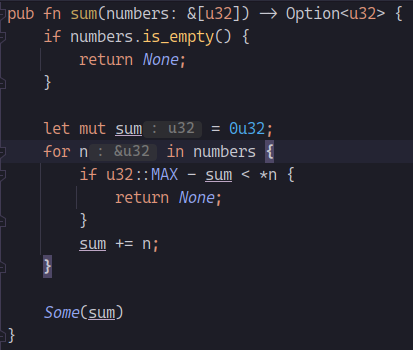 pub fn sum(numbers: &[u32]) -> Option<u32> {
    if numbers.is_empty() {
        return None;
    }

    let mut sum : u32 = 0u32;
    for n : &u32 in numbers {
        if u32::MAX - sum < *n {
            return None;
        }
        sum += n;
    }

    Some(sum)
}